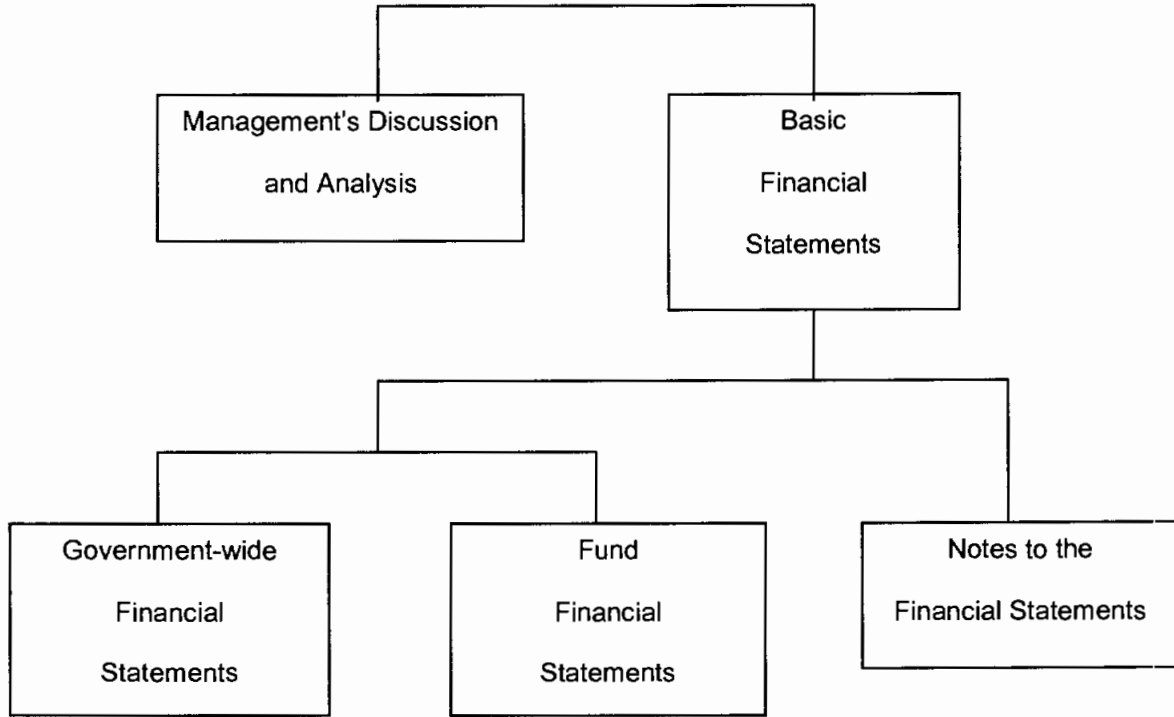 Management's Discussion
and Analysis
Basic
Financial
Statements
Government-wide
Financial
Statements
Fund
Financial
Statements
Notes to the
Financial Statements